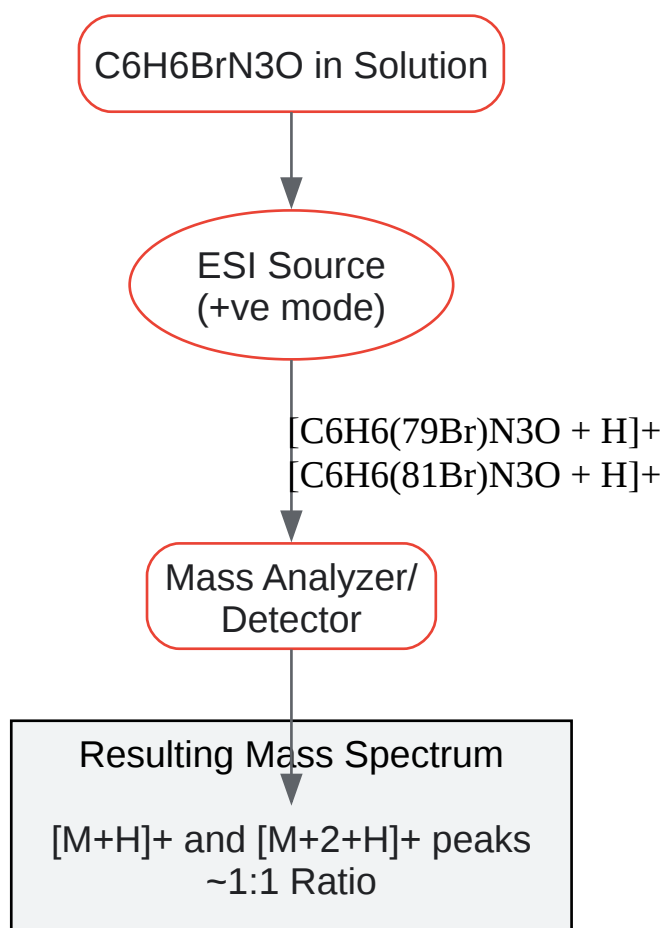 C6H6BrN3O in Solution
ESI Source
(+ve mode)
[C6H6(79Br)N3O + H]+
[C6H6(81Br)N3O + H]+
Mass Analyzer/
Detector
Resulting Mass Spectrum
[M+H]+ and [M+2+H]+ peaks
~1:1 Ratio